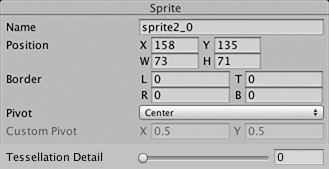 Sprite
Name sprite2_0
Position X 158 Y 135
W 73 H 71
Border L 0 T 0
R 0 B 0
Pivot Center
Custom Pivot X 0.5 Y 0.5
Tessellation Detail 0